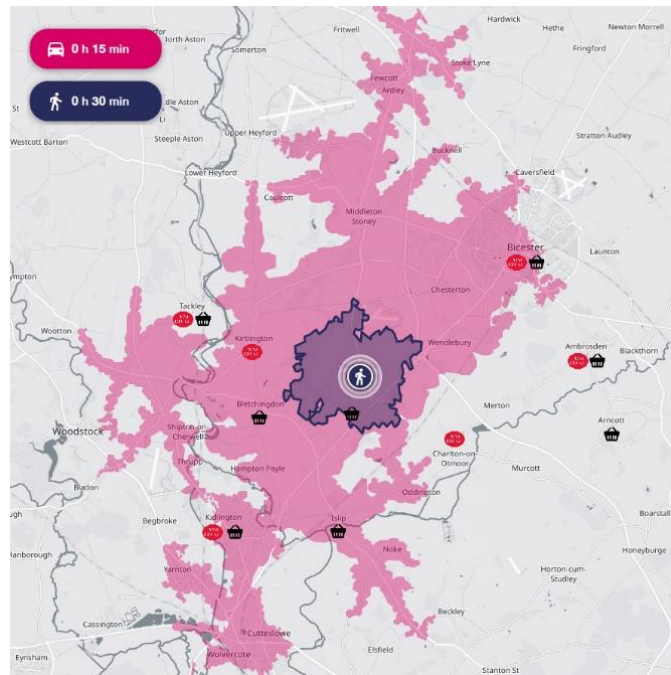 Hardwick
Fritwell
Hethe
Newton Morrell
orth Aston
Somerton
Fringford
0 h 15 min
Stoke Lyne
Fewcott
Ardley
0 h 30 min
dle Aston
Steeple Aston
Upper Heyford
Stratton Audley
Westcott Barton
Bucknell
Lower Heyford
Caversfield
Caulcott
Middleton
Stoney
Bicester
Launton
Chesterton
Tackley
Wootton
Kirtlington
Wendlebury
Ambrosden
Blackthorn
Merton
Bletchingdon
Arncott
Woodstock
Shipton-on
Cherwell
Charlton-on
Otmoor
Murcott
Thrupp
Hampton Poyle
Bladon
Oddington
Begbroke
Kidlington
Islip
Boarstall
Hanborough
Noke
Honeyburge
Yarnton
Horton-cum-
Studley
Cassington
Beckley
Cutteslowe
Elsfield
Eynsham
Wolvercote
Stanton St